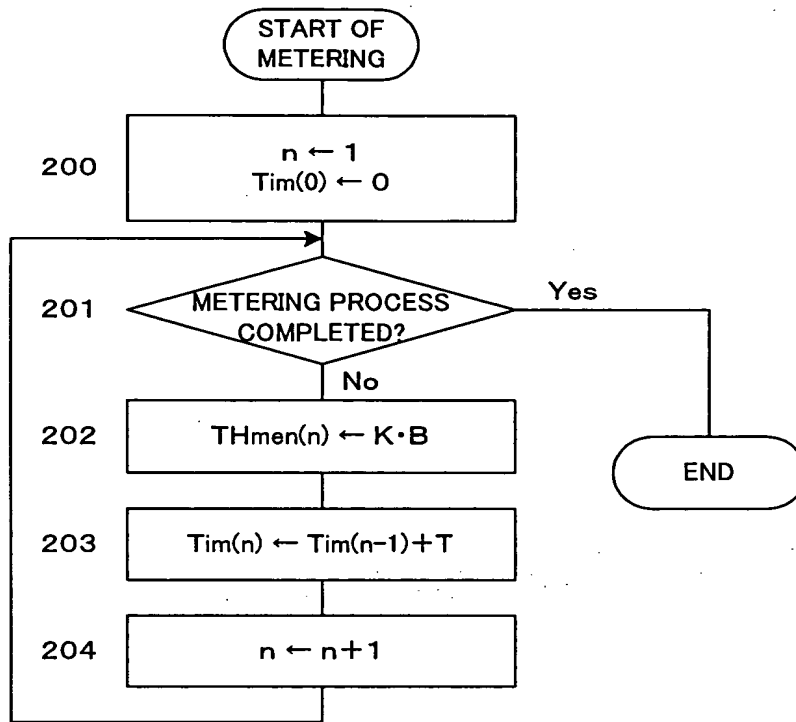 START OF
METERING
200
n ← 1
Tim(0) ← 0
201
METERING PROCESS
COMPLETED?
Yes
No
202
THmen(n) ← K·B
END
203
Tim(n) ← Tim(n-1)+T
204
n ← n+1